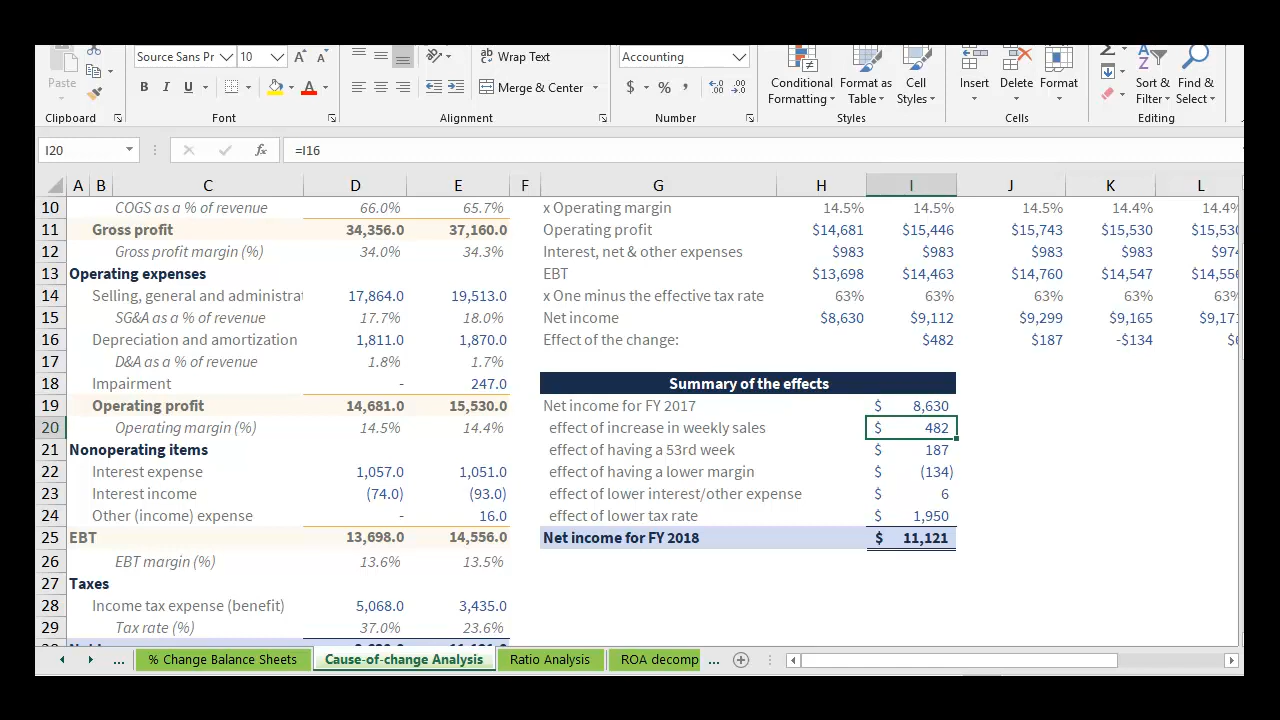 Source Sans Pr 10 A A ab Wrap Text Accounting
Paste B I U A Merge & Center $ % , Conditional Formatting Format as Table Cell Styles Insert Delete Format Sort & Filter Find & Select
Clipboard Font Alignment Number Styles Cells Editing
I20 fx =I16
A B C D E F G H I J K L
10 COGS as a % of revenue 66.0% 65.7% x Operating margin 14.5% 14.5% 14.5% 14.4% 14.4%
11 Gross profit 34,356.0 37,160.0 Operating profit $14,681 $15,446 $15,743 $15,530 $15,530
12 Gross profit margin (%) 34.0% 34.3% Interest, net & other expenses $983 $983 $983 $983 $974
13 Operating expenses EBT $13,698 $14,463 $14,760 $14,547 $14,556
14 Selling, general and administrat 17,864.0 19,513.0 x One minus the effective tax rate 63% 63% 63% 63% 63%
15 SG&A as a % of revenue 17.7% 18.0% Net income $8,630 $9,112 $9,299 $9,165 $9,171
16 Depreciation and amortization 1,811.0 1,870.0 Effect of the change: $482 $187 -$134 $6
17 D&A as a % of revenue 1.8% 1.7%
18 Impairment - 247.0 Summary of the effects
19 Operating profit 14,681.0 15,530.0 Net income for FY 2017 $ 8,630
20 Operating margin (%) 14.5% 14.4% effect of increase in weekly sales $ 482
21 Nonoperating items effect of having a 53rd week $ 187
22 Interest expense 1,057.0 1,051.0 effect of having a lower margin $ (134)
23 Interest income (74.0) (93.0) effect of lower interest/other expense $ 6
24 Other (income) expense - 16.0 effect of lower tax rate $ 1,950
25 EBT 13,698.0 14,556.0 Net income for FY 2018 $ 11,121
26 EBT margin (%) 13.6% 13.5%
27 Taxes
28 Income tax expense (benefit) 5,068.0 3,435.0
29 Tax rate (%) 37.0% 23.6%
... % Change Balance Sheets Cause-of-change Analysis Ratio Analysis ROA decomp ...